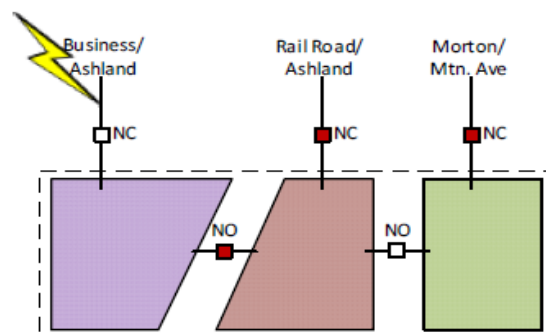 Business/
Ashland
Rail Road/
Ashland
Morton/
Mtn. Ave
NC
NC
NC
NO
NO